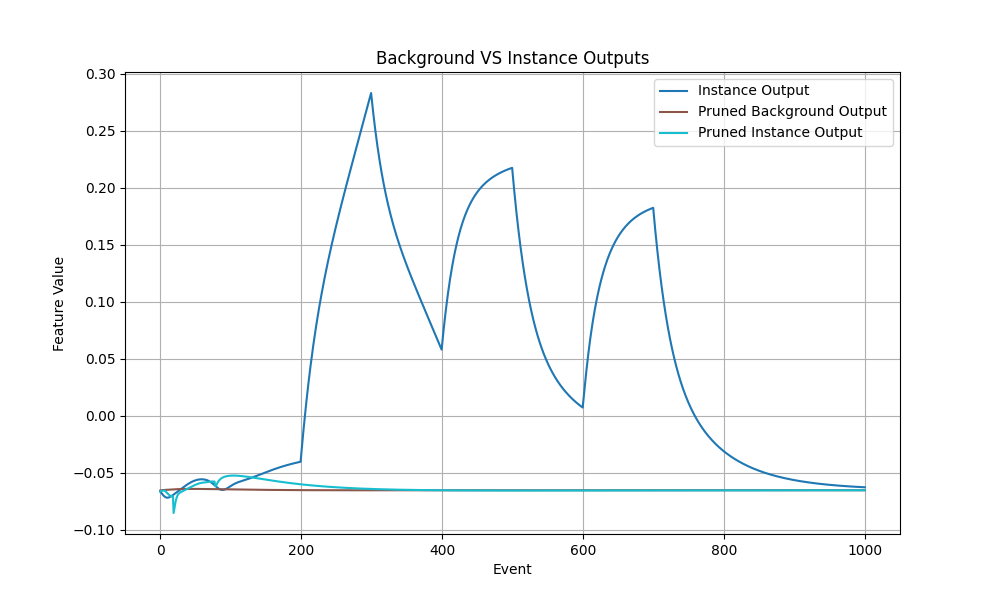 Background VS Instance Outputs
Instance Output
Pruned Background Output
Pruned Instance Output
Feature Value
0.30
0.25
0.20
0.15
0.10
0.05
0.00
−0.05
−0.10
0 200 400 600 800 1000
Event